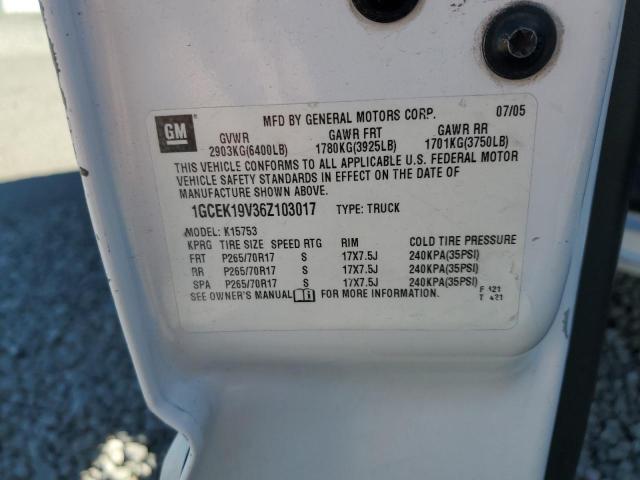 MFD BY GENERAL MOTORS CORP. 07/05
GM
GVWR GAWR FRT GAWR RR
2903KG(6400LB) 1780KG(3925LB) 1701KG(3750LB)
THIS VEHICLE CONFORMS TO ALL APPLICABLE U.S. FEDERAL MOTOR
VEHICLE SAFETY STANDARDS IN EFFECT ON THE DATE OF
MANUFACTURE SHOWN ABOVE.
1GCEK19V36Z103017 TYPE: TRUCK
MODEL: K15753
KPRG TIRE SIZE SPEED RTG RIM COLD TIRE PRESSURE
FRT P265/70R17 S 17X7.5J 240KPA(35PSI)
RR P265/70R17 S 17X7.5J 240KPA(35PSI)
SPA P265/70R17 S 17X7.5J 240KPA(35PSI)
SEE OWNER'S MANUAL FOR MORE INFORMATION. F 121
T 421